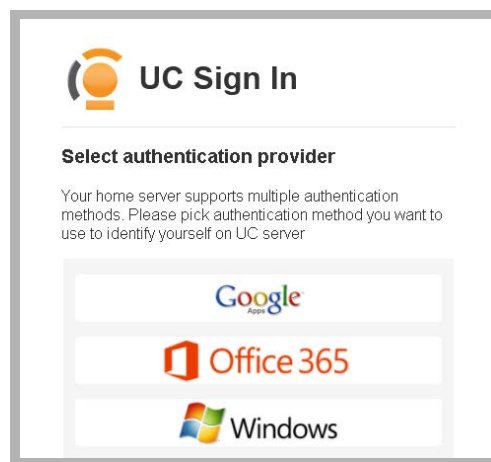 UC Sign In
Select authentication provider
Your home server supports multiple authentication
methods. Please pick authentication method you want to
use to identify yourself on UC server
Google
Apps
Office 365
Windows